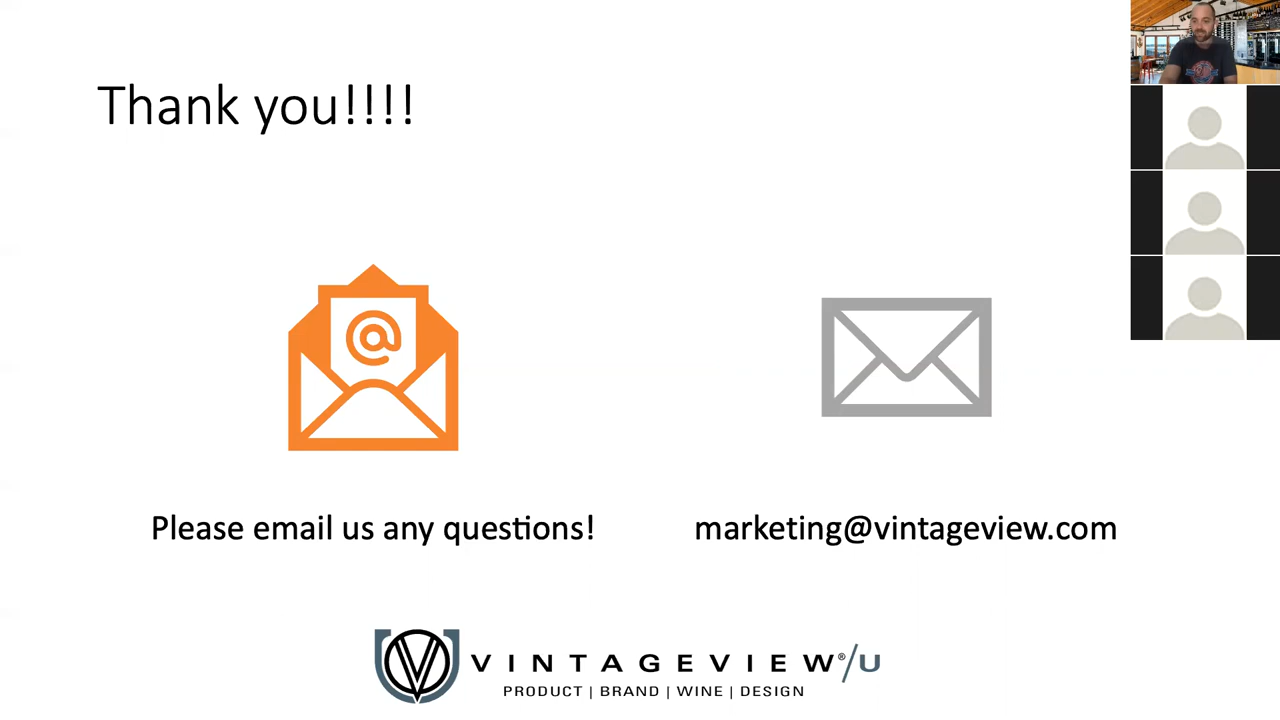 Thank you!!!!
@
Please email us any questions!
marketing@vintageview.com
VINTAGEVIEW®/U
PRODUCT | BRAND | WINE | DESIGN